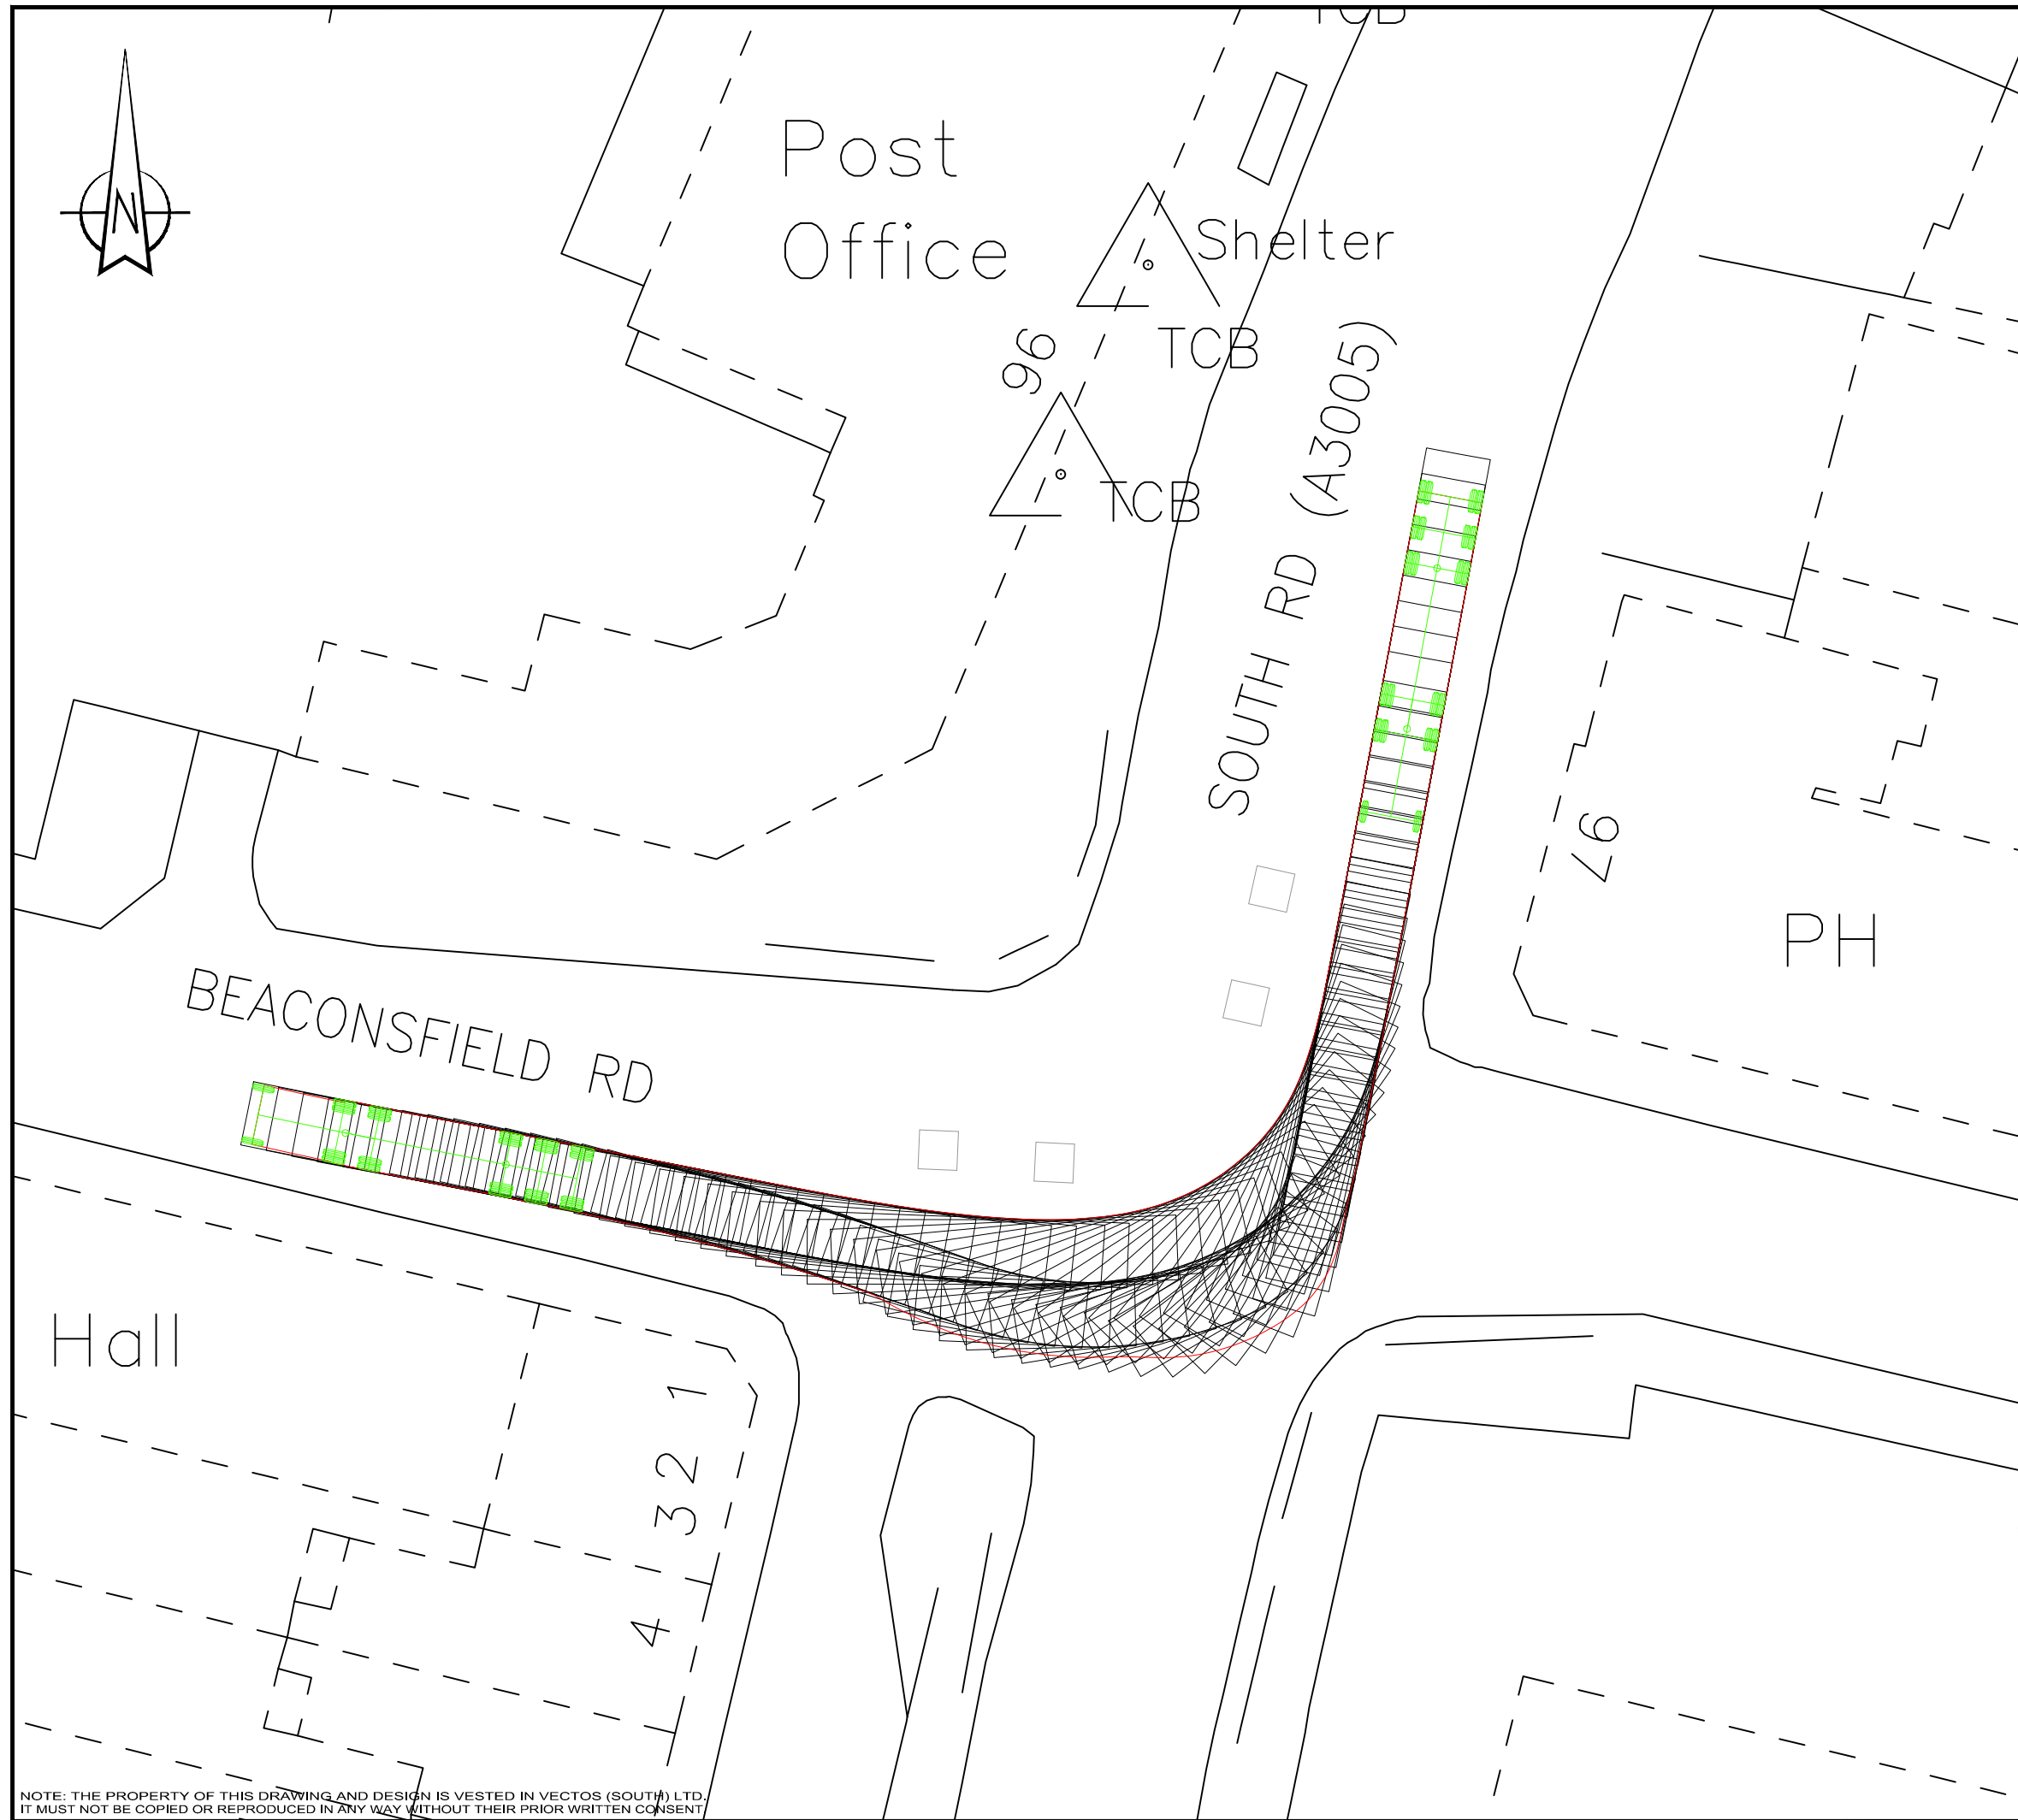 TCB
N
Post
Office
Shelter
96
TCB
TCB
SOUTH RD (A3005)
97
PH
BEACONSFIELD RD
Hall
1
2
3
4
NOTE: THE PROPERTY OF THIS DRAWING AND DESIGN IS VESTED IN VECTOS (SOUTH) LTD.
IT MUST NOT BE COPIED OR REPRODUCED IN ANY WAY WITHOUT THEIR PRIOR WRITTEN CONSENT